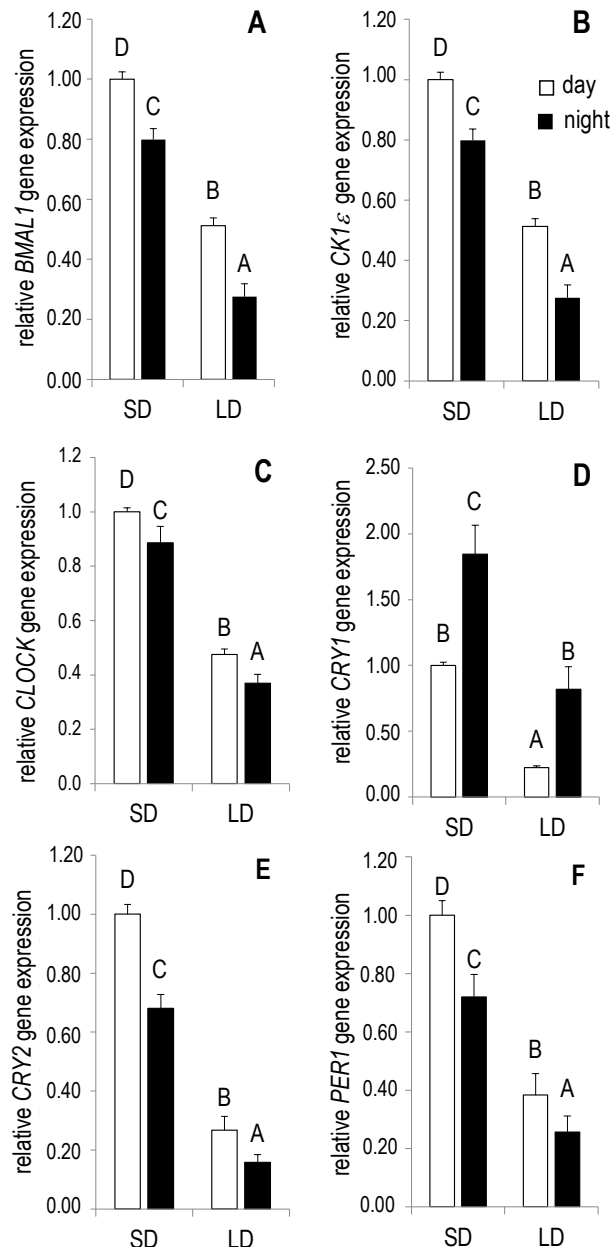 A
relative BMAL1 gene expression
1.00
0.80
0.60
0.40
0.20
0.00
D
C
B
A
SD
LD
B
relative CK1ε gene expression
1.20
1.00
0.80
0.60
0.40
0.20
0.00
D
C
B
A
SD
LD
day
night
C
relative CLOCK gene expression
1.2
1.0
0.8
0.6
0.4
0.2
0.0
D
C
B
A
SD
LD
D
relative CRY1 gene expression
2.50
2.00
1.50
1.00
0.50
0.00
B
C
A
B
SD
LD
E
relative CRY2 gene expression
1.20
1.00
0.80
0.60
0.40
0.20
0.00
D
C
B
A
SD
LD
F
relative PER1 gene expression
1.20
1.00
0.80
0.60
0.40
0.20
0.00
D
C
B
A
SD
LD